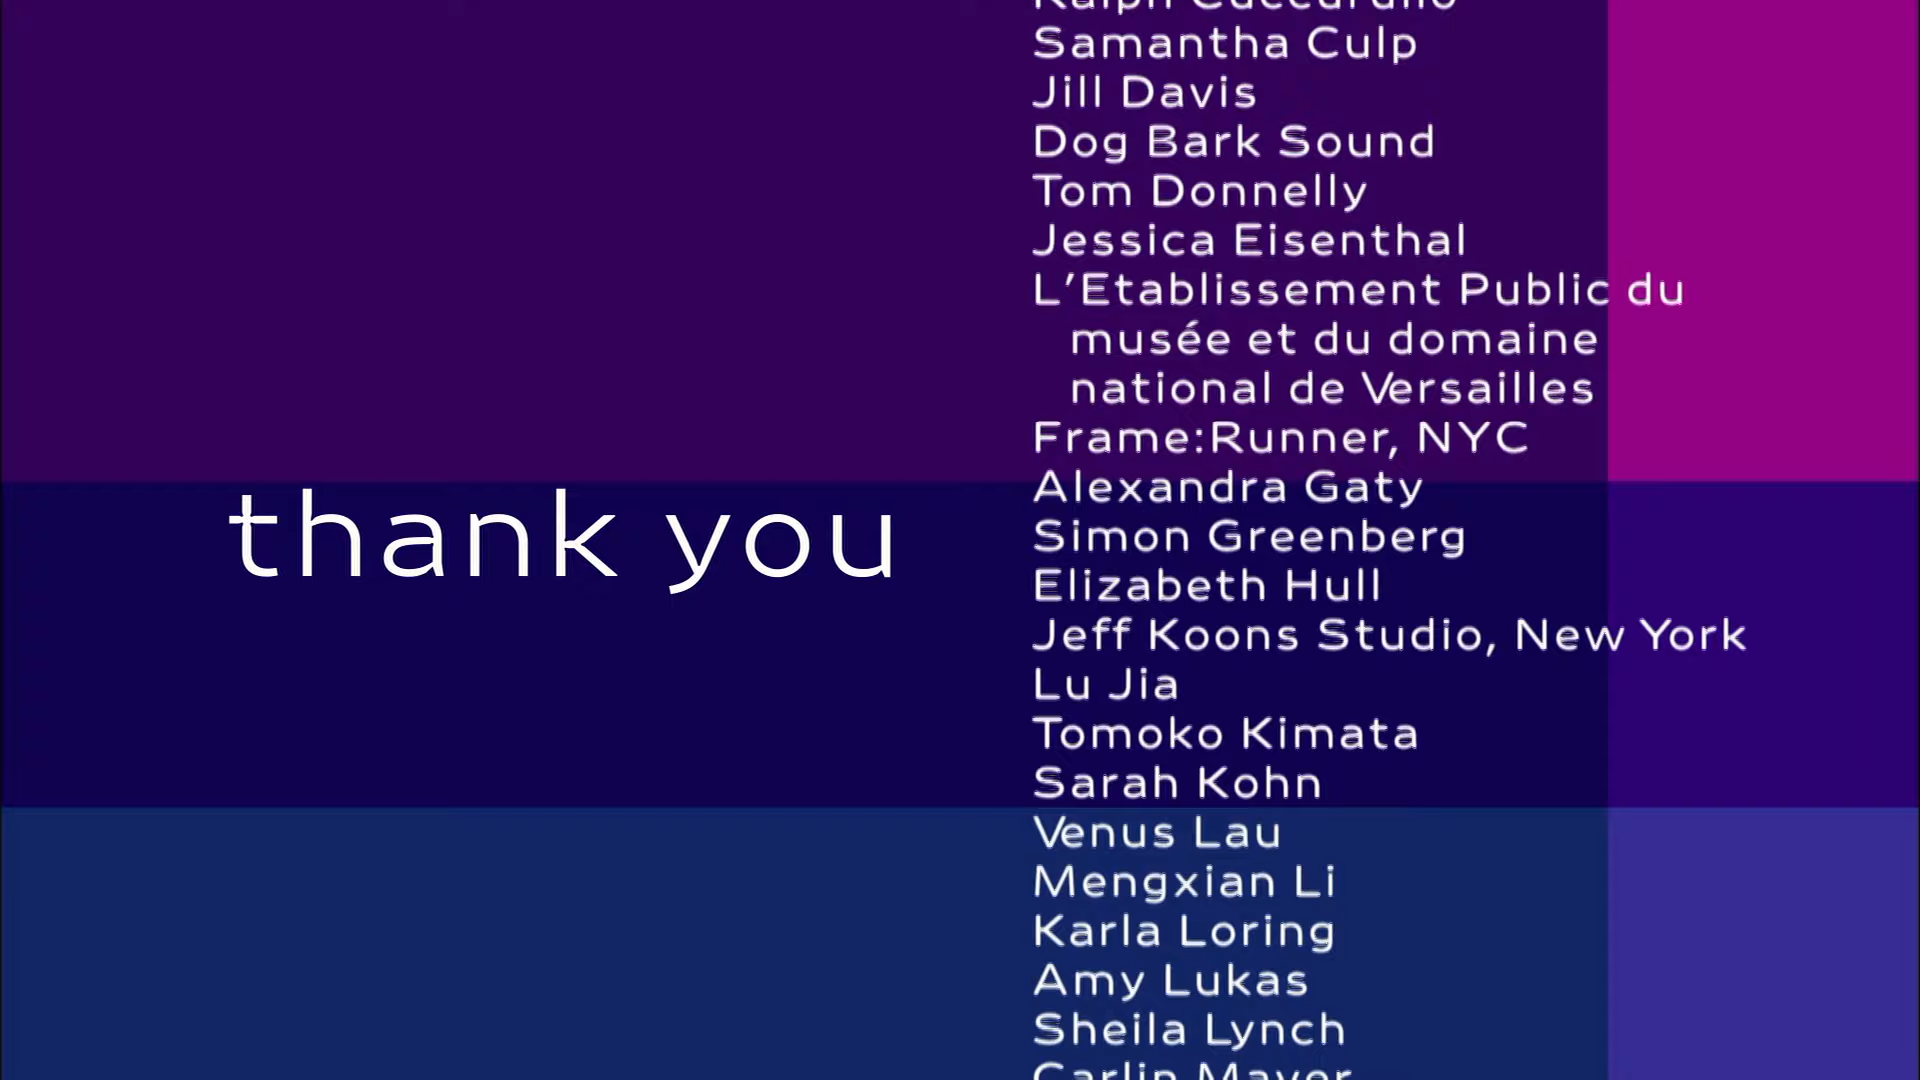 Samantha Culp
Jill Davis
Dog Bark Sound
Tom Donnelly
Jessica Eisenthal
L’Etablissement Public du
musée et du domaine
national de Versailles
Frame:Runner, NYC
Alexandra Gaty
thank you
Simon Greenberg
Elizabeth Hull
Jeff Koons Studio, New York
Lu Jia
Tomoko Kimata
Sarah Kohn
Venus Lau
Mengxian Li
Karla Loring
Amy Lukas
Sheila Lynch